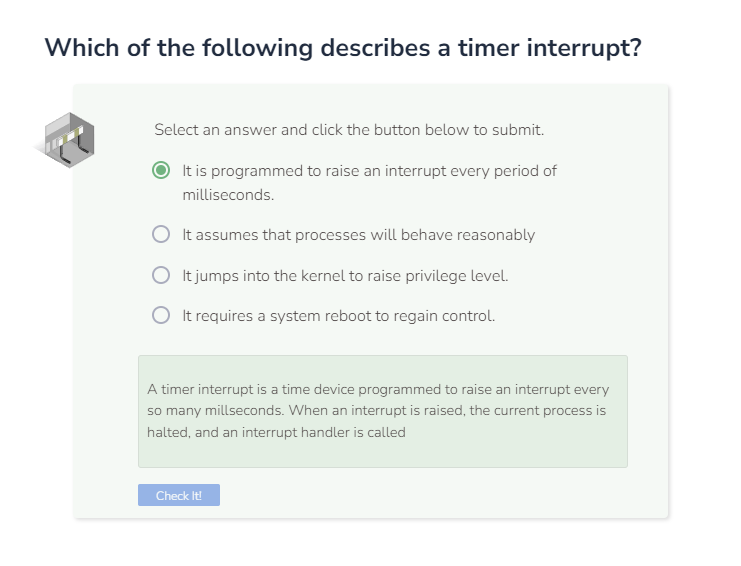 Which of the following describes a timer interrupt?
Select an answer and click the button below to submit.
It is programmed to raise an interrupt every period of
milliseconds.
It assumes that processes will behave reasonably
It jumps into the kernel to raise privilege level.
It requires a system reboot to regain control.
A timer interrupt is a time device programmed to raise an interrupt every
so many millseconds. When an interrupt is raised, the current process is
halted, and an interrupt handler is called
Check It!